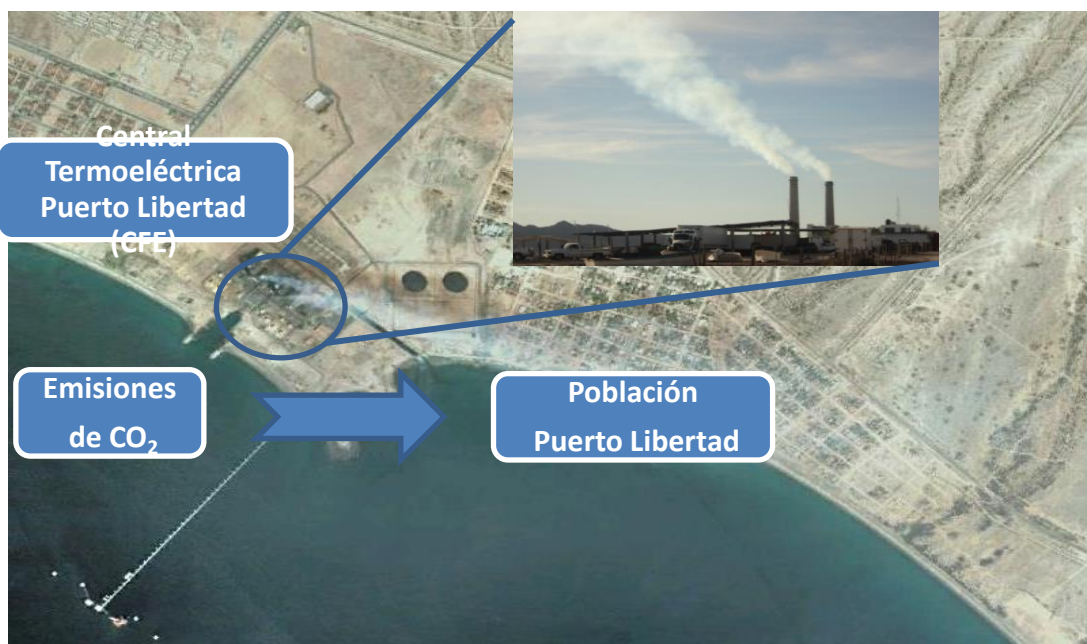 Central
Termoeléctrica
Puerto Libertad
(CFE)
Emisiones
de CO₂
Población
Puerto Libertad